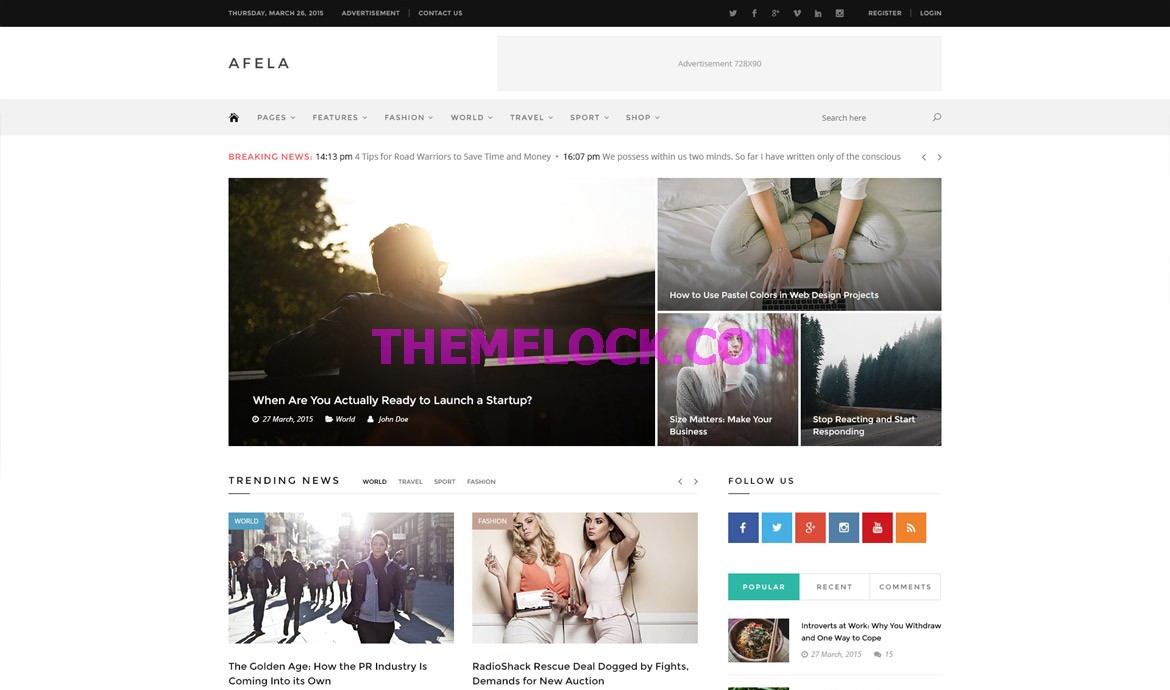 THURSDAY, MARCH 26, 2015 ADVERTISEMENT CONTACT US REGISTER LOGIN
AFELA
Advertisement 728X90
PAGES FEATURES FASHION WORLD TRAVEL SPORT SHOP Search here
BREAKING NEWS: 14:13 pm 4 Tips for Road Warriors to Save Time and Money • 16:07 pm We possess within us two minds. So far I have written only of the conscious
How to Use Pastel Colors in Web Design Projects
THEMELOCK.COM
When Are You Actually Ready to Launch a Startup?
27 March, 2015 World John Doe
Size Matters: Make Your
Business
Stop Reacting and Start
Responding
TRENDING NEWS WORLD TRAVEL SPORT FASHION
WORLD
FASHION
The Golden Age: How the PR Industry Is
Coming Into its Own
RadioShack Rescue Deal Dogged by Fights,
Demands for New Auction
FOLLOW US
POPULAR RECENT COMMENTS
Introverts at Work: Why You Withdraw
and One Way to Cope
27 March, 2015 15